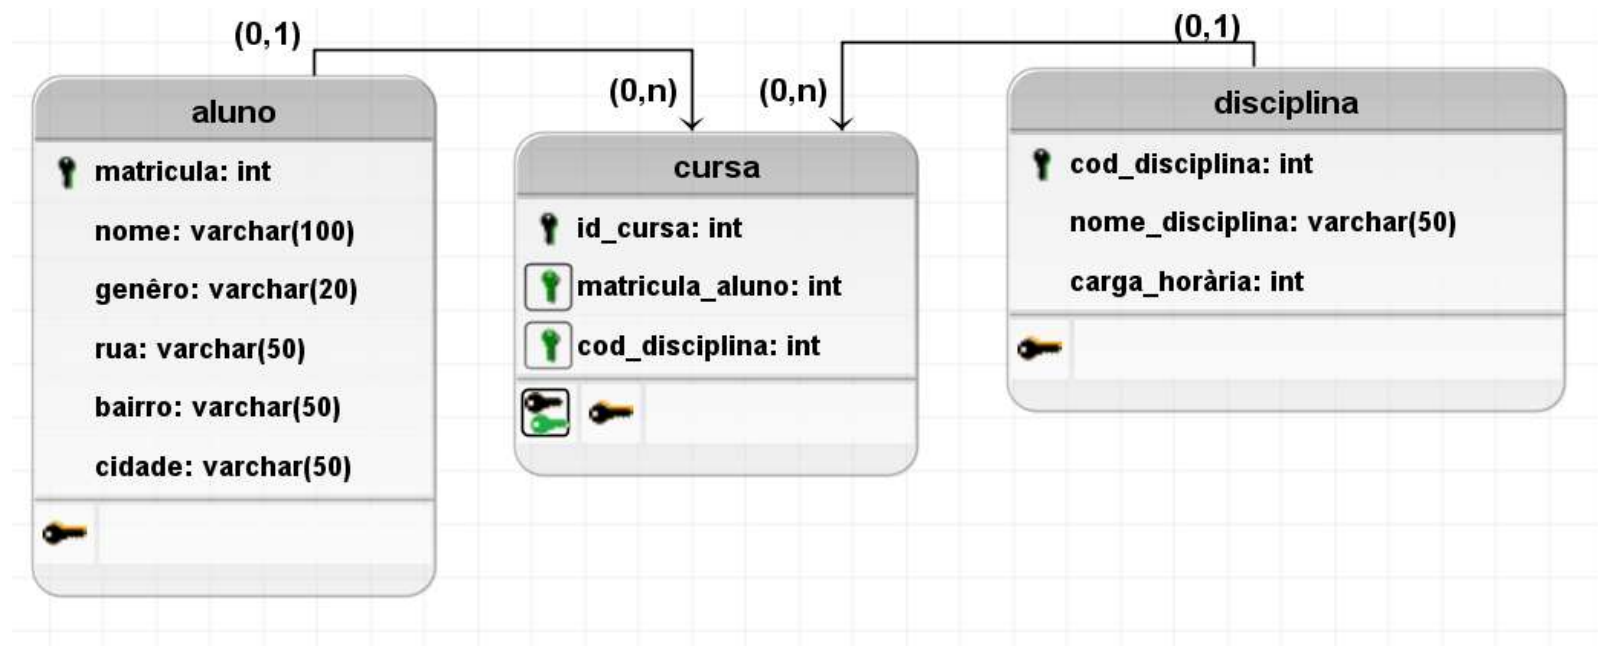 (0,1)
(0,n)
(0,n)
(0,1)
aluno
matricula: int
nome: varchar(100)
genêro: varchar(20)
rua: varchar(50)
bairro: varchar(50)
cidade: varchar(50)
cursa
id_cursa: int
matricula_aluno: int
cod_disciplina: int
disciplina
cod_disciplina: int
nome_disciplina: varchar(50)
carga_horària: int